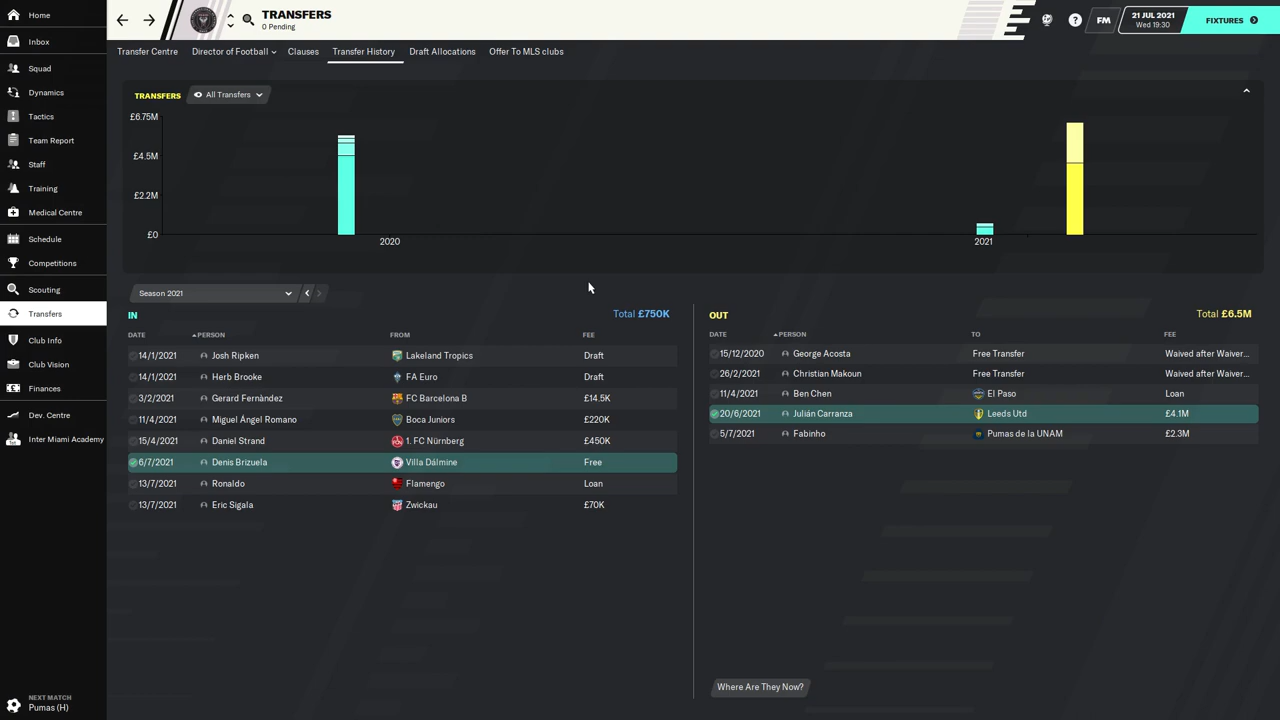 Home
Inbox
Squad
Dynamics
Tactics
Team Report
Staff
Training
Medical Centre
Schedule
Competitions
Scouting
Transfers
Club Info
Club Vision
Finances
Dev. Centre
Inter Miami Academy
NEXT MATCH
Pumas (H)
TRANSFERS
0 Pending
? FM 21 JUL 2021 FIXTURES
Wed 19:30
Transfer Centre Director of Football Clauses Transfer History Draft Allocations Offer To MLS clubs
TRANSFERS All Transfers
£6.75M
£4.5M
£2.2M
£0
2020 2021
Season 2021
IN Total £750K
DATE PERSON FROM FEE
14/1/2021 Josh Ripken Lakeland Tropics Draft
14/1/2021 Herb Brooke FA Euro Draft
3/2/2021 Gerard Fernàndez FC Barcelona B £14.5K
11/4/2021 Miguel Ángel Romano Boca Juniors £220K
15/4/2021 Daniel Strand 1. FC Nürnberg £450K
6/7/2021 Denis Brizuela Villa Dálmine Free
13/7/2021 Ronaldo Flamengo Loan
13/7/2021 Eric Sigala Zwickau £70K
OUT Total £6.5M
DATE PERSON TO FEE
15/12/2020 George Acosta Free Transfer Waived after Waiver...
26/2/2021 Christian Makoun Free Transfer Waived after Waiver...
11/4/2021 Ben Chen El Paso Loan
20/6/2021 Julián Carranza Leeds Utd £4.1M
5/7/2021 Fabinho Pumas de la UNAM £2.3M
Where Are They Now?